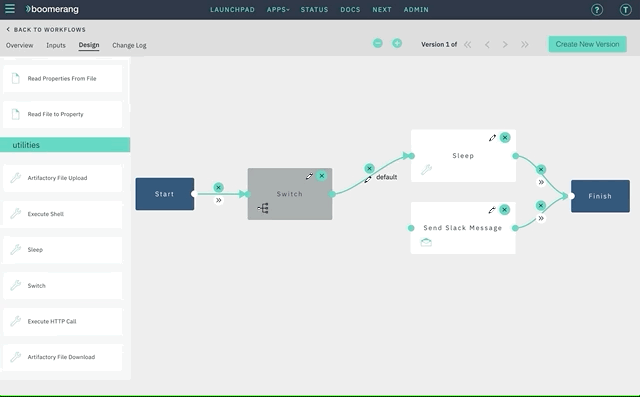 boomerang
LAUNCHPAD APPS STATUS DOCS NEXT ADMIN
? T
BACK TO WORKFLOWS
Overview Inputs Design Change Log
Version 1 of
Create New Version
Read Properties From File
Read File to Property
utilities
Artifactory File Upload
Execute Shell
Sleep
Switch
Execute HTTP Call
Artifactory File Download
Start
Switch
default
Sleep
Send Slack Message
Finish